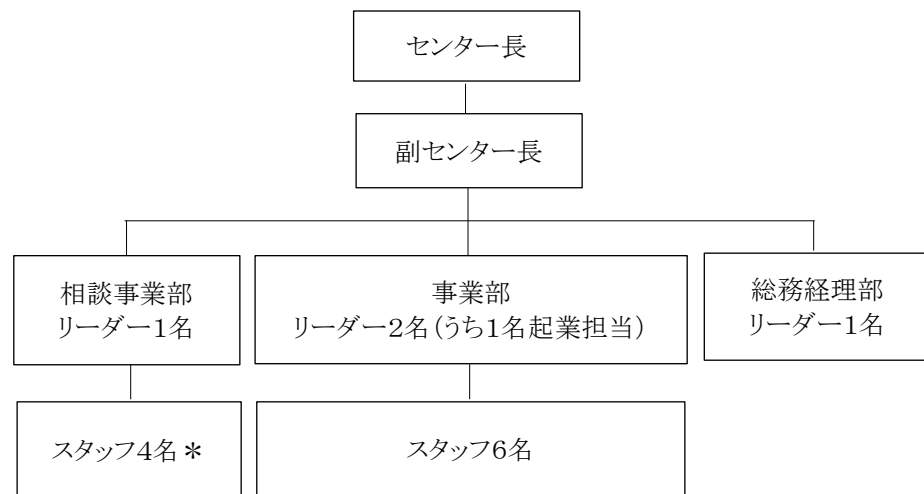 センター長
副センター長
相談事業部
リーダー1名
事業部
リーダー2名(うち1名起業担当)
総務経理部
リーダー1名
スタッフ4名*
スタッフ6名